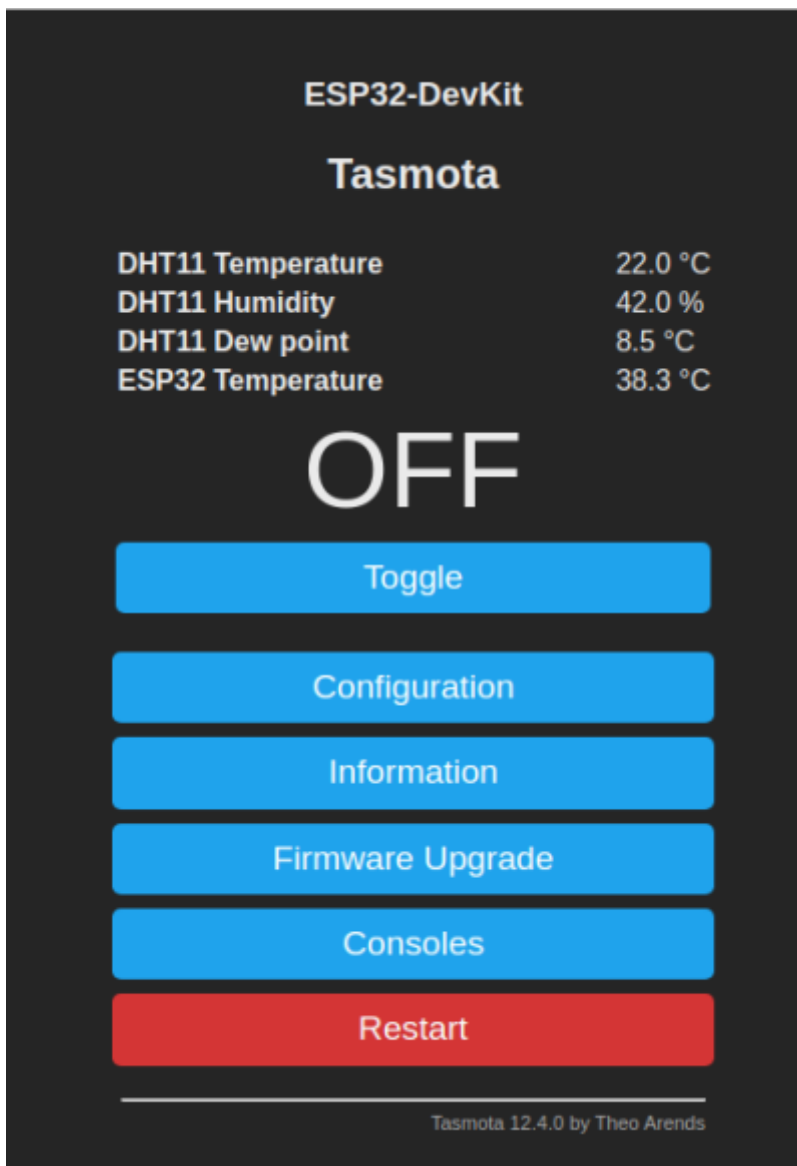 ESP32-DevKit
Tasmota
DHT11 Temperature 22.0 °C
DHT11 Humidity 42.0 %
DHT11 Dew point 8.5 °C
ESP32 Temperature 38.3 °C
OFF
Toggle
Configuration
Information
Firmware Upgrade
Consoles
Restart
Tasmota 12.4.0 by Theo Arends